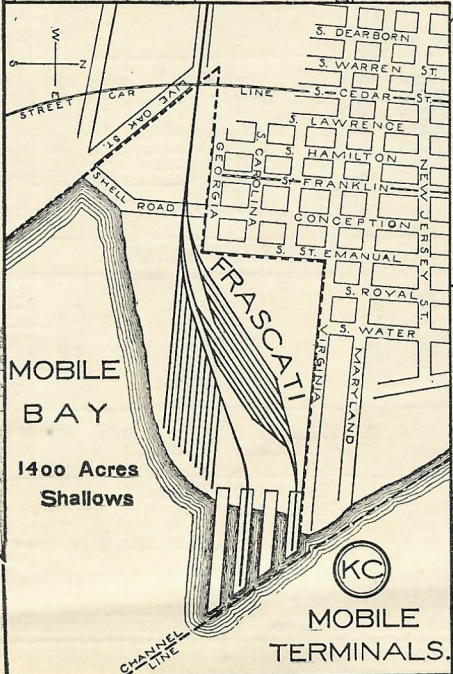 S. DEARBORN
S. WARREN ST.
STREET CAR LINE
S. CEDAR ST.
LIVE OAK ST.
S. LAWRENCE
S. HAMILTON
S. FRANKLIN
CONCEPTION
S. ST. EMANUAL
S. ROYAL
S. WATER
GEORGIA
S. CAROLINA
NEW JERSEY ST.
VIRGINIA
MARYLAND
W
S
N
E
SHELL ROAD
FRASCATI
MOBILE
BAY
1400 Acres
Shallows
CHANNEL
LINE
KC
MOBILE
TERMINALS.